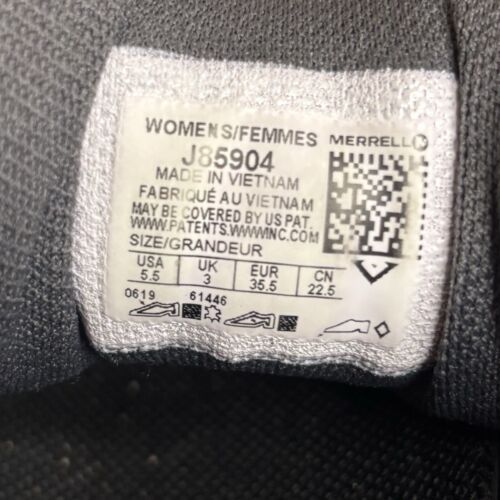 WOMENS/FEMMES MERRELL
J85904
MADE IN VIETNAM
FABRIQUÉ AU VIETNAM
MAY BE COVERED BY US PAT.
WWW.PATENTS.WWWINC.COM
SIZE/GRANDEUR
USA UK EUR CN
5.5 3 35.5 22.5
0619 61446